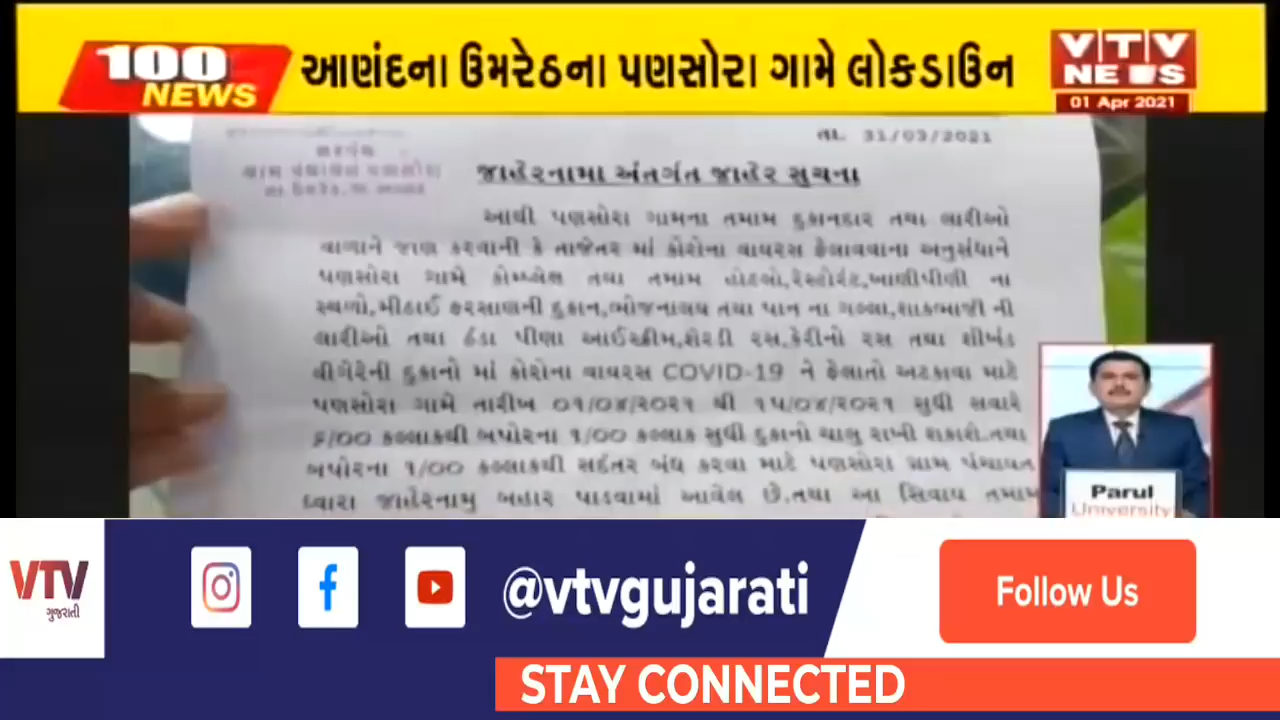 100
NEWS
આણંદના ઉમરેઠના પણસોરા ગામે લોકડાઉન
VTV
NEWS
01 Apr 2021
તા. 31/03/2021
સરપંચ
ગ્રામ પંચાયત પણસોરા
જાહેરનામા અંતર્ગત જાહેર સુચના
આથી પણસોરા ગામના તમામ દુકાનદાર તથા લારીઓ
વાળાને જાણ કરવાની કે તાજેતર માં કોરોના વાયરસ ફેલાવવાના અનુસંધાને
પણસોરા ગામે કોમ્પ્લેક્ષ તથા તમામ હોટલો,રેસ્ટોરંટ,ખાણીપીણી ના
સ્થળો,મીઠાઈ ફરસાણની દુકાન,ભોજનાલય તથા પાન ના ગલ્લા,શાકભાજી ની
લારીઓ તથા ઠંડા પીણા આઈસ્ક્રીમ,શેરડી રસ,કેરીનો રસ તથા શીખંડ
વીગેરેની દુકાનો માં કોરોના વાયરસ COVID-19 ને ફેલાતો અટકાવા માટે
પણસોરા ગામે તારીખ ૦૧/૦૪/૨૦૨૧ થી ૧૫/૦૪/૨૦૨૧ સુધી સવારે
૬/૦૦ કલ્લાકથી બપોરના ૧/૦૦ કલ્લાક સુધી દુકાનો ચાલુ રાખી શકાશે.તથા
બપોરના ૧/૦૦ કલ્લાકથી સદંતર બંધ કરવા માટે પણસોરા ગ્રામ પંચાયત
ધ્વારા જાહેરનામુ બહાર પાડવામાં આવેલ છે.તથા આ સિવાય તમામ
Parul
University
VTV
ગુજરાતી
@vtvgujarati
Follow Us
STAY CONNECTED